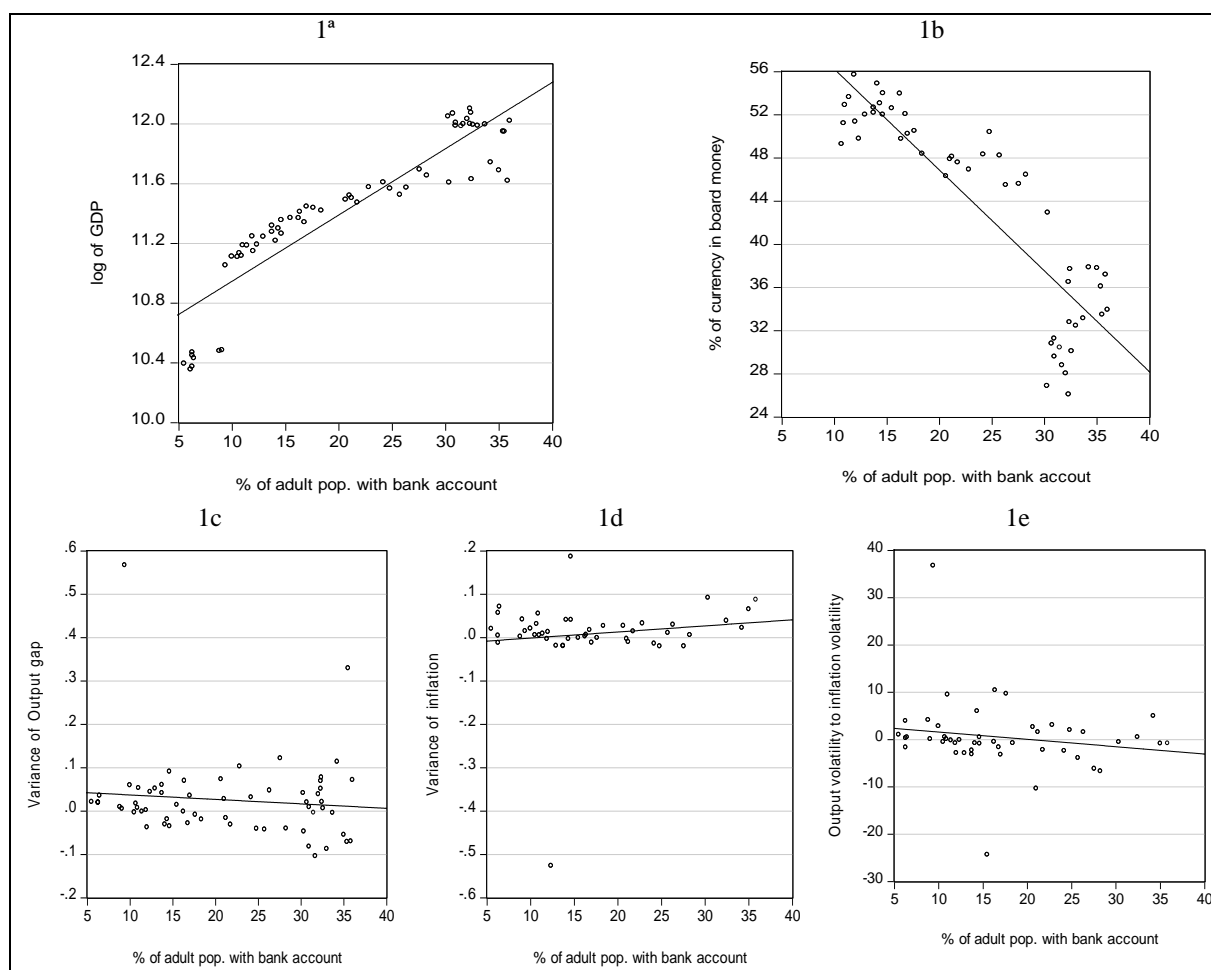 1ª
12.4
12.0
11.6
11.2
10.8
10.4
10.0
log of GDP
5 10 15 20 25 30 35 40
% of adult pop. with bank account
1b
56
52
48
44
40
36
32
28
24
% of currency in board money
5 10 15 20 25 30 35 40
% of adult pop. with bank accout
1c
.6
.5
.4
.3
.2
.1
.0
-.1
-.2
Variance of Output gap
5 10 15 20 25 30 35 40
% of adult pop. with bank account
1d
.2
.1
.0
-.1
-.2
-.3
-.4
-.5
-.6
Variance of inflation
5 10 15 20 25 30 35 40
% of adult pop. with bank account
1e
40
30
20
10
0
-10
-20
-30
Output volatility to inflation volatility
5 10 15 20 25 30 35 40
% of adult pop. with bank account